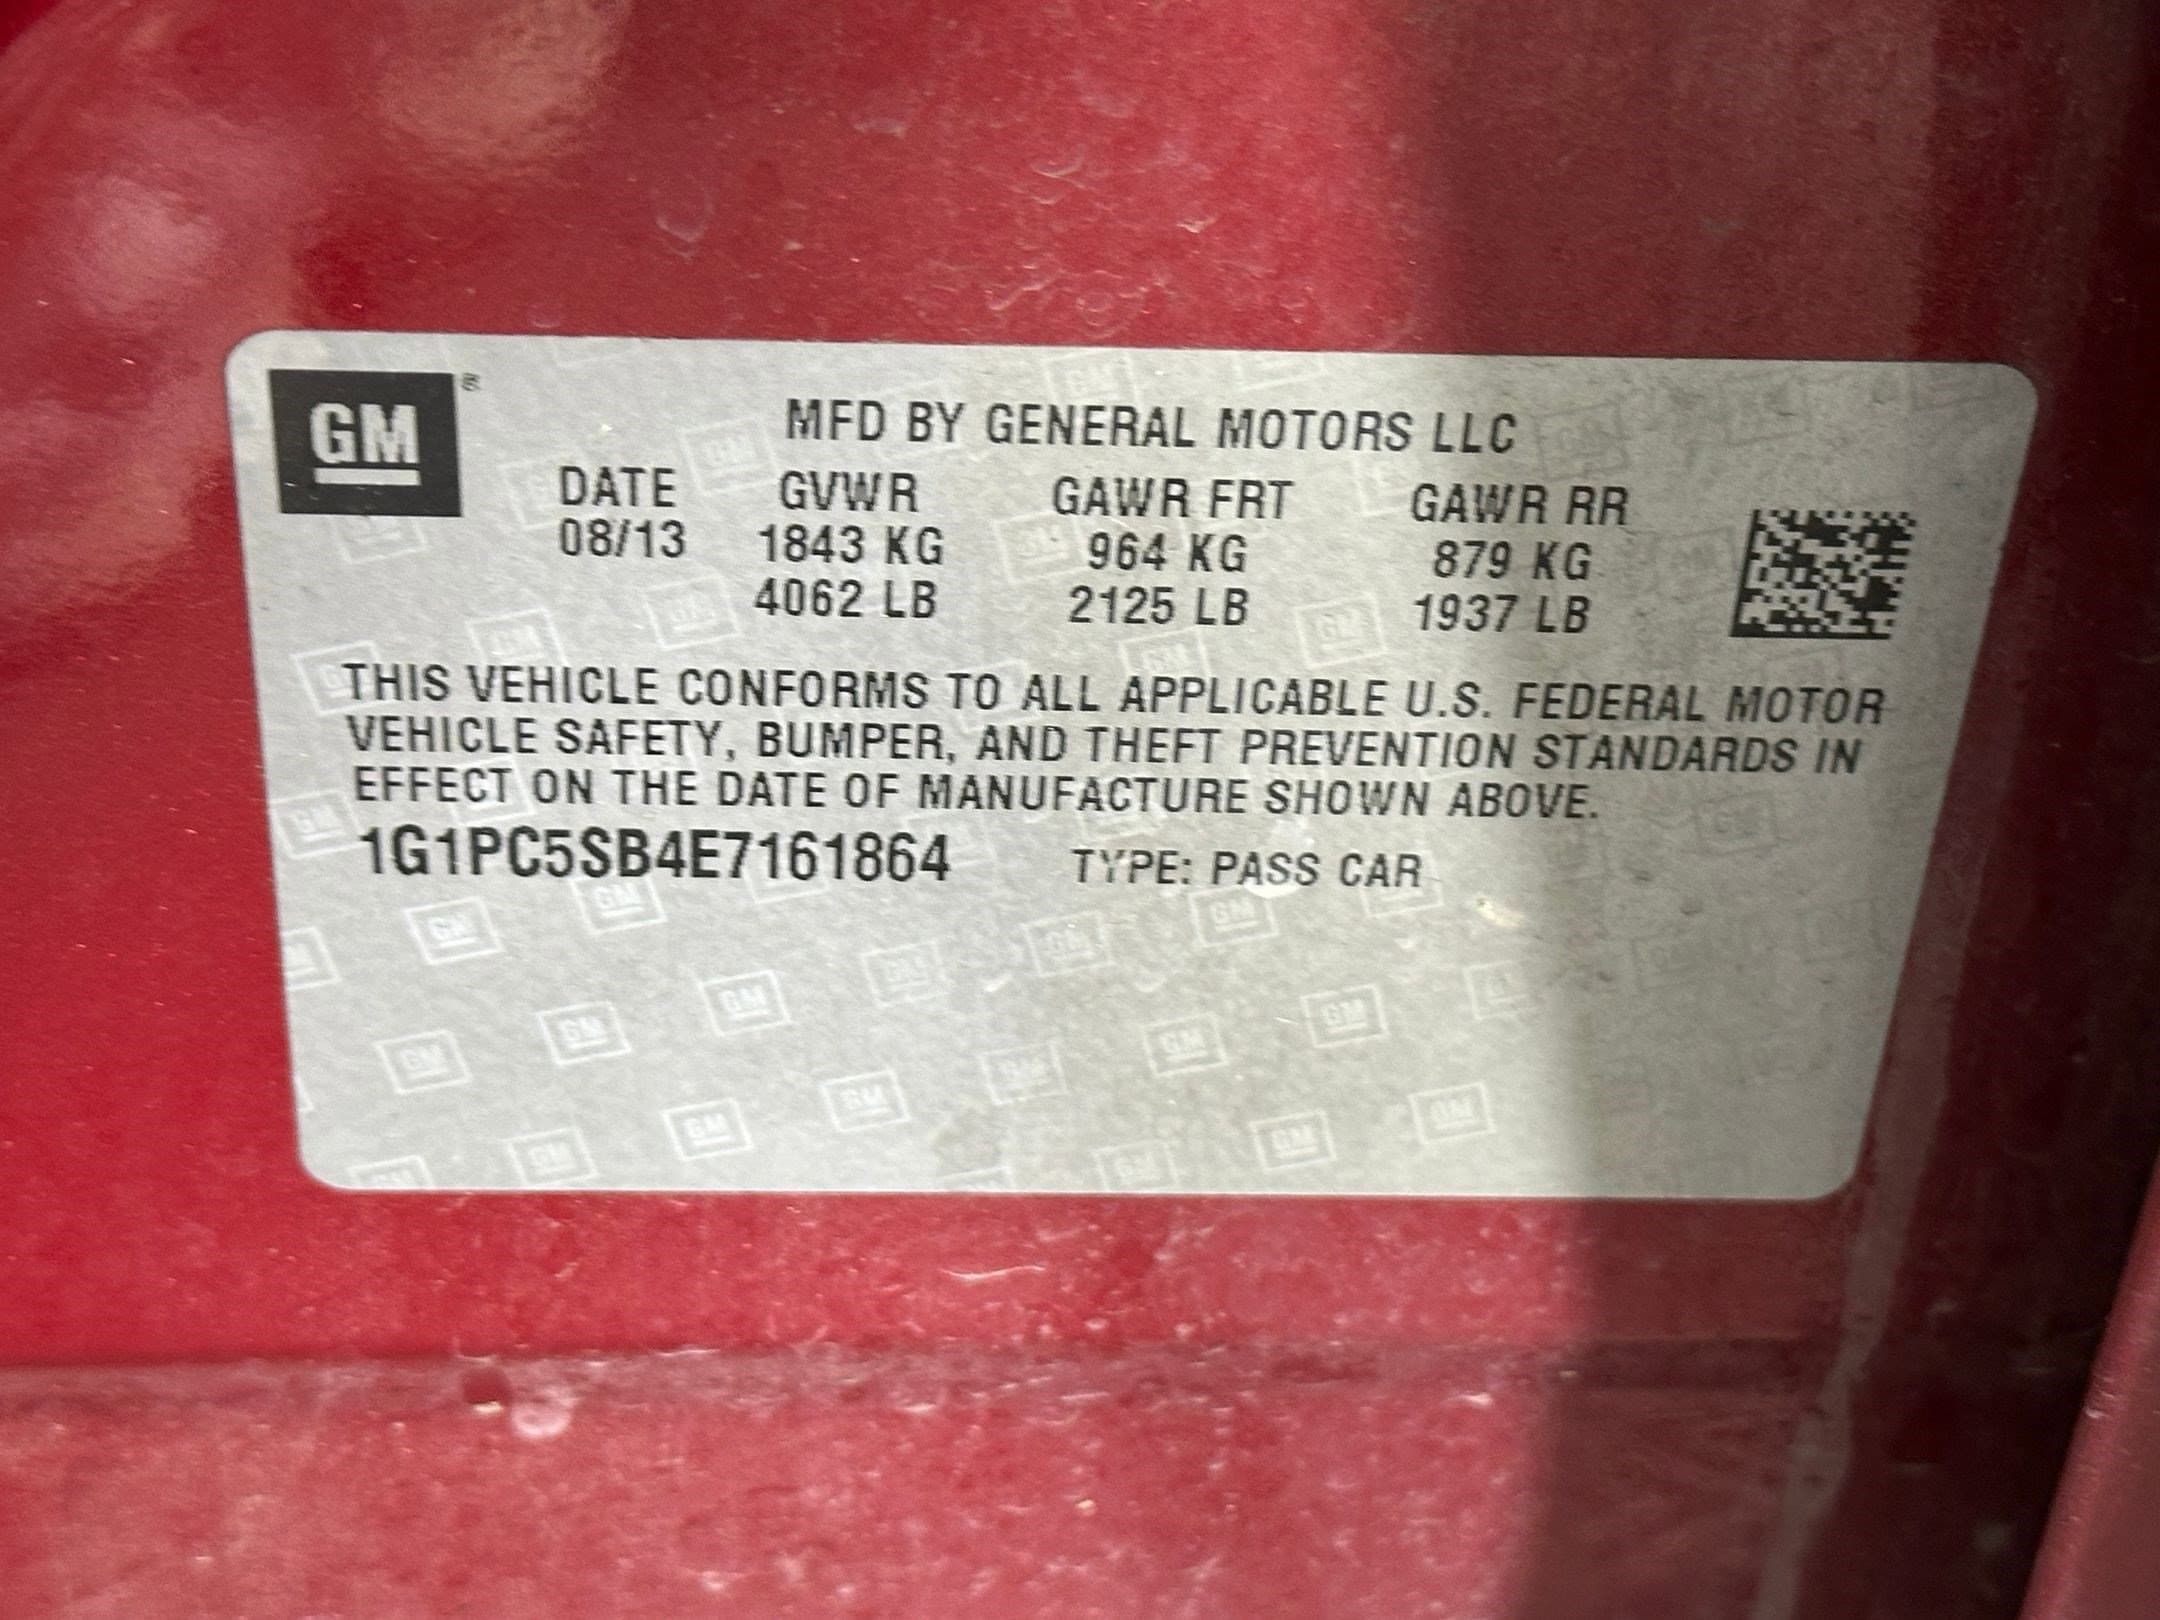 GM®
MFD BY GENERAL MOTORS LLC
DATE GVWR GAWR FRT GAWR RR
08/13 1843 KG 964 KG 879 KG
4062 LB 2125 LB 1937 LB
THIS VEHICLE CONFORMS TO ALL APPLICABLE U.S. FEDERAL MOTOR
VEHICLE SAFETY, BUMPER, AND THEFT PREVENTION STANDARDS IN
EFFECT ON THE DATE OF MANUFACTURE SHOWN ABOVE.
1G1PC5SB4E7161864 TYPE: PASS CAR